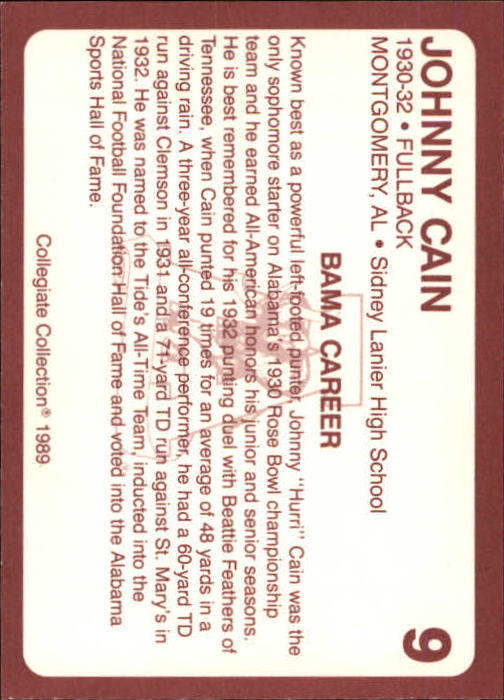 JOHNNY CAIN 9
1930-32 • FULLBACK
MONTGOMERY, AL • Sidney Lanier High School
BAMA CAREER
Known best as a powerful left-footed punter, Johnny "Hurri" Cain was the
only sophomore starter on Alabama's 1930 Rose Bowl championship
team and he earned All-American honors his junior and senior seasons.
He is best remembered for his 1932 punting duel with Beattie Feathers of
Tennessee, when Cain punted 19 times for an average of 48 yards in a
driving rain. A three-year all-conference performer, he had a 60-yard TD
run against Clemson in 1931 and a 71-yard TD run against St. Mary's in
1932. He was named to the Tide's All-Time Team, inducted into the
National Football Foundation Hall of Fame and voted into the Alabama
Sports Hall of Fame.
Collegiate Collection® 1989